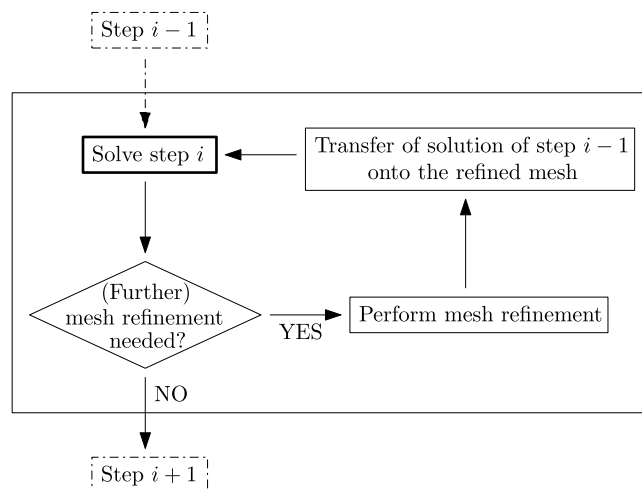 Step i − 1
Solve step i
Transfer of solution of step i − 1
onto the refined mesh
(Further)
mesh refinement
needed?
YES
Perform mesh refinement
NO
Step i + 1